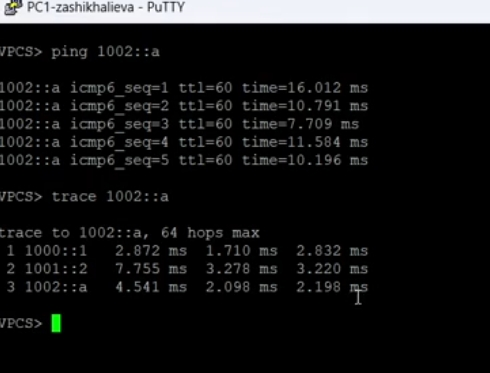 PC1-zashikhalieva - PuTTY
VPCS> ping 1002::a
1002::a icmp6_seq=1 ttl=60 time=16.012 ms
1002::a icmp6_seq=2 ttl=60 time=10.791 ms
1002::a icmp6_seq=3 ttl=60 time=7.709 ms
1002::a icmp6_seq=4 ttl=60 time=11.584 ms
1002::a icmp6_seq=5 ttl=60 time=10.196 ms
VPCS> trace 1002::a
trace to 1002::a, 64 hops max
1 1000::1   2.872 ms  1.710 ms  2.832 ms
2 1001::2   7.755 ms  3.278 ms  3.220 ms
3 1002::a   4.541 ms  2.098 ms  2.198 ms
VPCS>